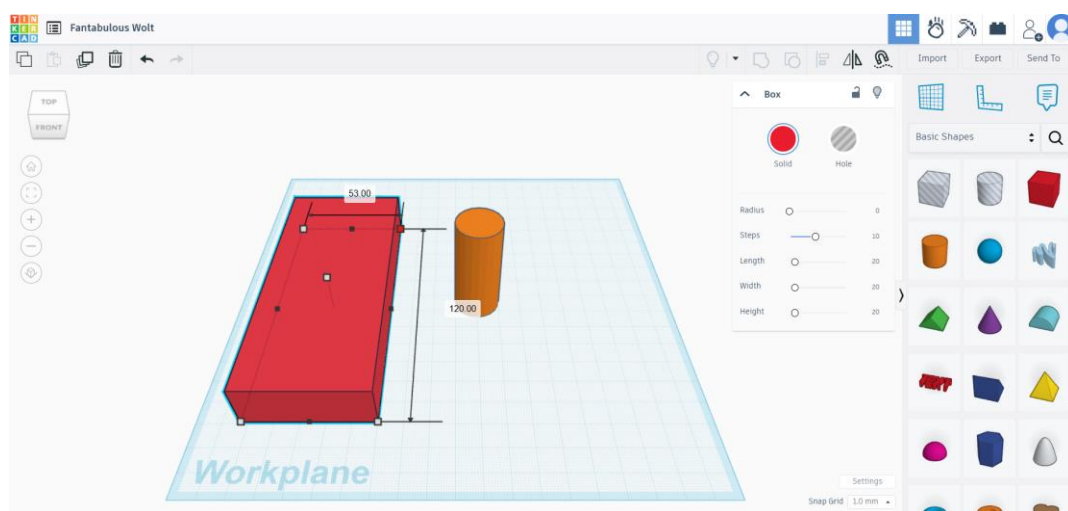 TIN
KER
CAD
Fantabulous Wolt
Import
Export
Send To
TOP
FRONT
Box
Solid
Hole
Radius
0
Steps
10
Length
20
Width
20
Height
20
Basic Shapes
53.00
120.00
TEXT
Workplane
Settings
Snap Grid
1.0 mm